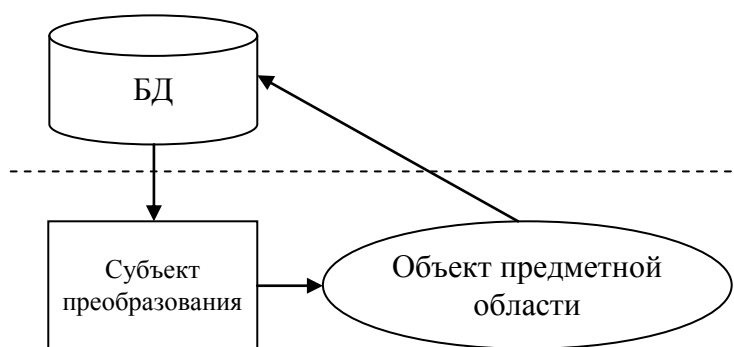 БД
Субъект
преобразования
Объект предметной
области